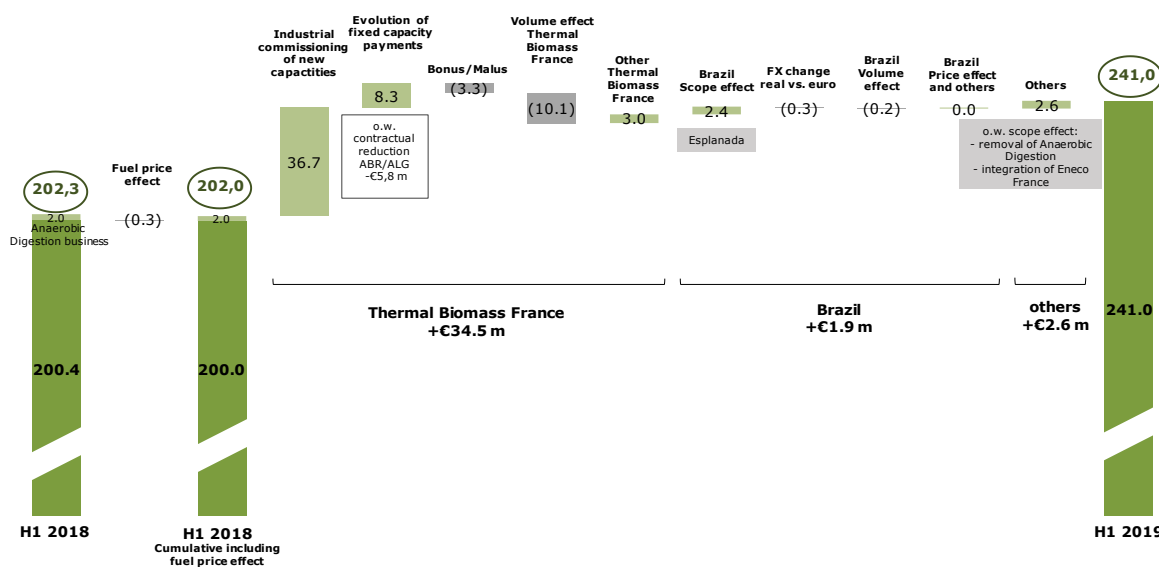 202,3
2.0
Anaerobic
Digestion business
200.4
H1 2018
Fuel price
effect
(0.3)
202,0
2.0
200.0
H1 2018
Cumulative including
fuel price effect
Industrial
commissioning
of new
capactities
36.7
Evolution of
fixed capacity
payments
8.3
o.w.
contractual
reduction
ABR/ALG
-€5,8 m
Bonus/Malus
(3.3)
Volume effect
Thermal
Biomass
France
(10.1)
Other
Thermal
Biomass
France
3.0
Thermal Biomass France
+€34.5 m
Brazil
Scope effect
2.4
Esplanada
FX change
real vs. euro
(0.3)
Brazil
Volume
effect
(0.2)
Brazil
Price effect
and others
0.0
Brazil
+€1.9 m
Others
2.6
o.w. scope effect:
- removal of Anaerobic
Digestion
- integration of Eneco
France
others
+€2.6 m
241,0
241.0
H1 2019